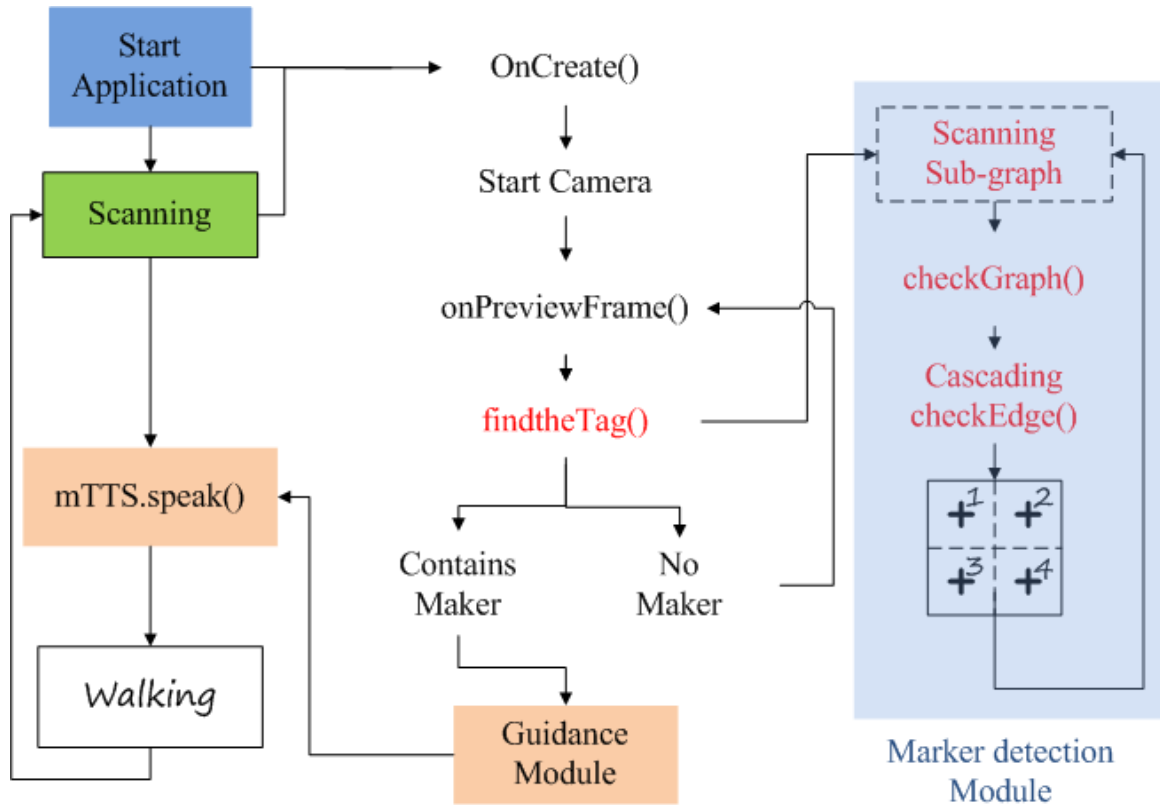 Start
Application
Scanning
mTTS.speak()
Walking
OnCreate()
Start Camera
onPreviewFrame()
findtheTag()
Contains
Maker
No
Maker
Guidance
Module
Scanning
Sub-graph
checkGraph()
Cascading
checkEdge()
1 2
3 4
Marker detection
Module